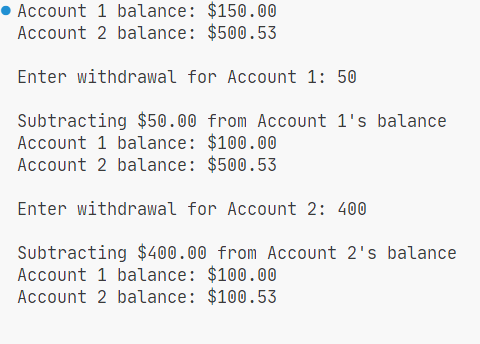 Account 1 balance: $150.00
Account 2 balance: $500.53
Enter withdrawal for Account 1: 50
Subtracting $50.00 from Account 1's balance
Account 1 balance: $100.00
Account 2 balance: $500.53
Enter withdrawal for Account 2: 400
Subtracting $400.00 from Account 2's balance
Account 1 balance: $100.00
Account 2 balance: $100.53